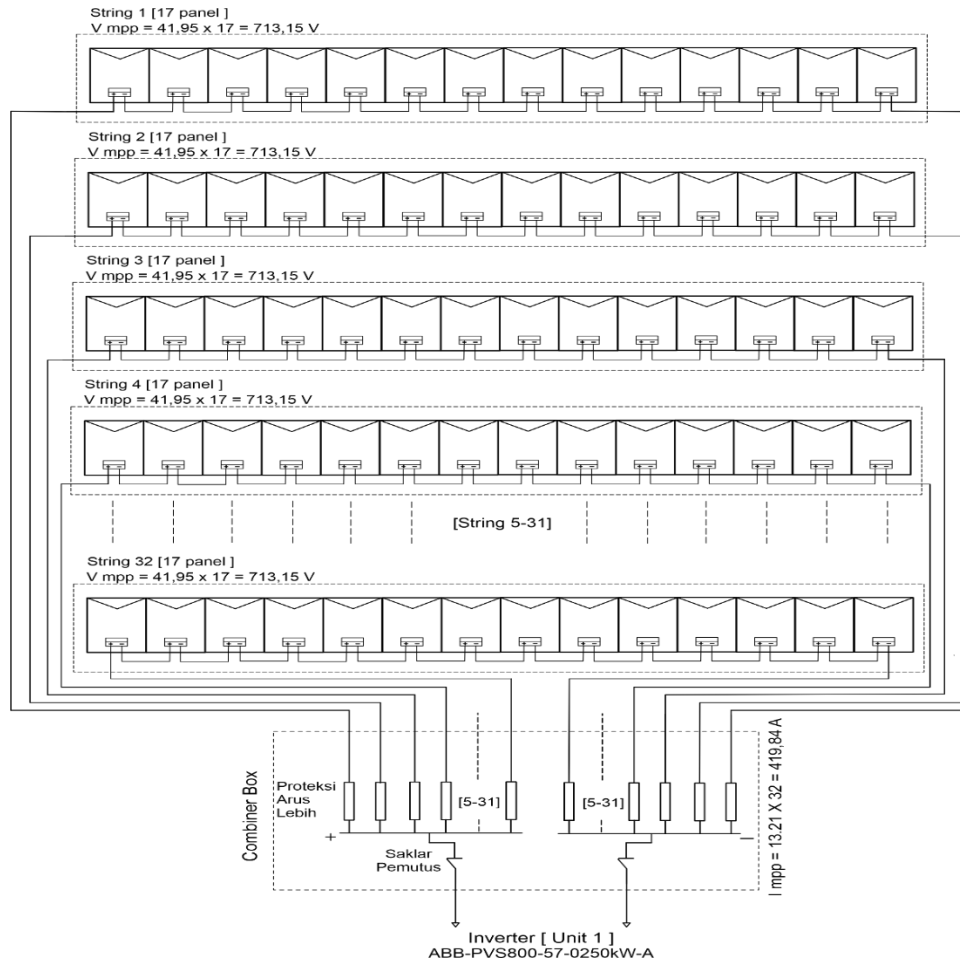 String 1 [17 panel ]
V mpp = 41,95 x 17 = 713,15 V
String 2 [17 panel ]
V mpp = 41,95 x 17 = 713,15 V
String 3 [17 panel ]
V mpp = 41,95 x 17 = 713,15 V
String 4 [17 panel ]
V mpp = 41,95 x 17 = 713,15 V
[String 5-31]
String 32 [17 panel ]
V mpp = 41,95 x 17 = 713,15 V
Combiner Box
Proteksi
Arus
Lebih
[5-31]
[5-31]
+
−
Saklar
Pemutus
I mpp = 13.21 X 32 = 419,84 A
Inverter [ Unit 1 ]
ABB-PVS800-57-0250kW-A